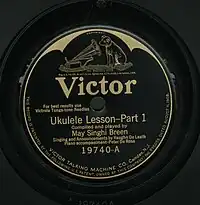 Victor
For best results use
Victrola Tungs-tone Needles
Ukulele Lesson–Part 1
Compiled and played by
May Singhi Breen
Singing and Announcements by Vaughn De Leath
Piano accompaniment-Peter De Rose
19740-A
VICTOR TALKING MACHINE CO. Camden, N.J.